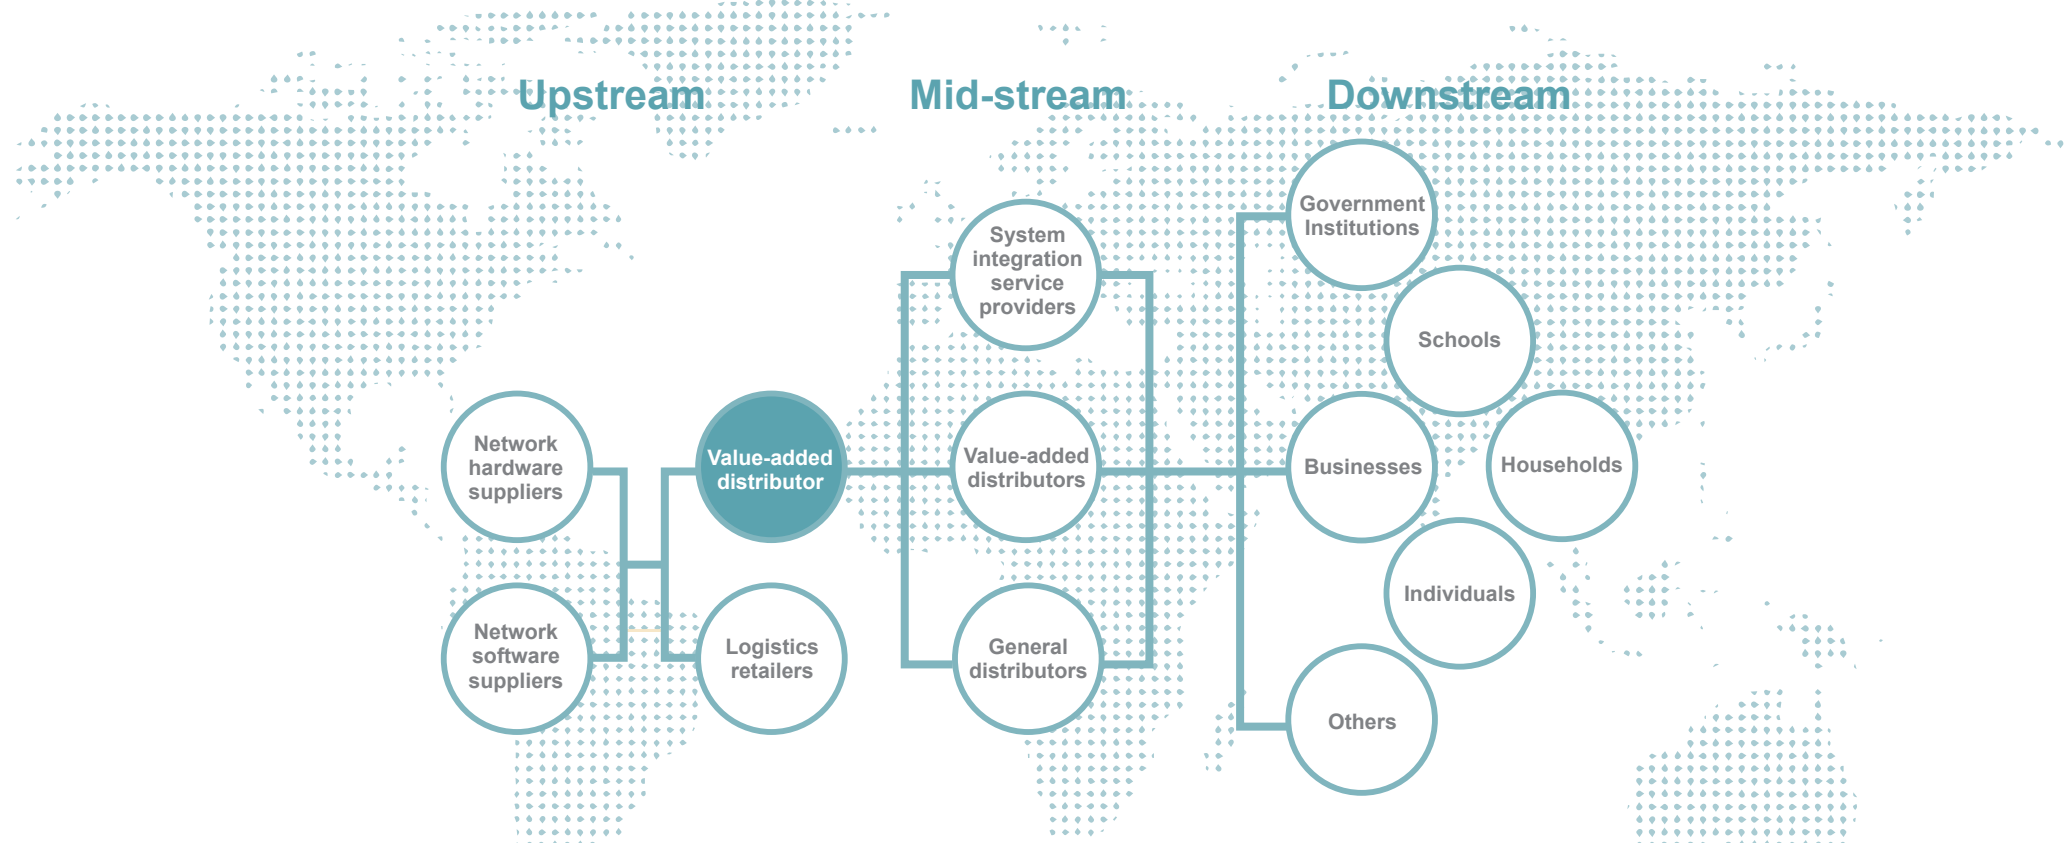 Upstream
Mid-stream
Downstream
Network
hardware
suppliers
Network
software
suppliers
Value-added
distributor
Logistics
retailers
System
integration
service
providers
Value-added
distributors
General
distributors
Government
Institutions
Schools
Businesses
Households
Individuals
Others